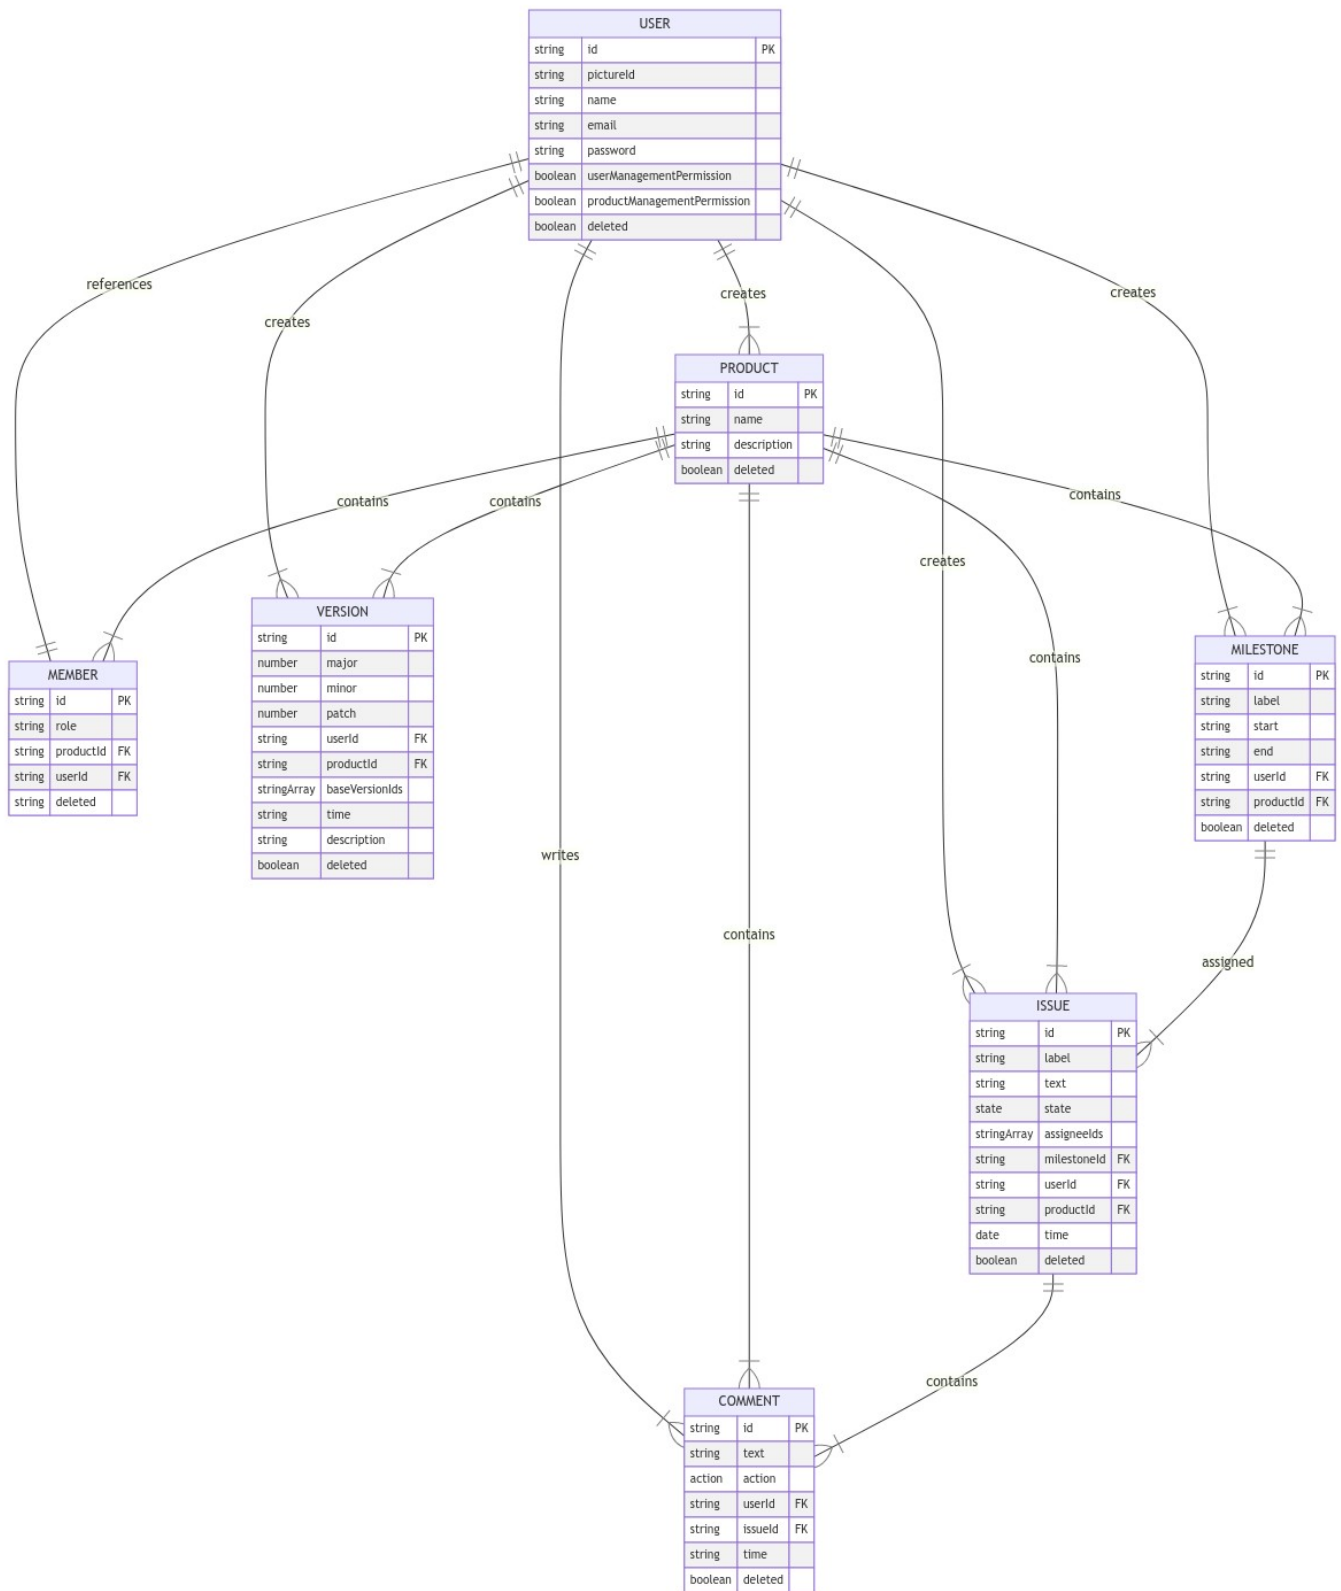 USER
string id PK
string pictureId
string name
string email
string password
boolean userManagementPermission
boolean productManagementPermission
boolean deleted
references
creates
creates
creates
PRODUCT
string id PK
string name
string description
boolean deleted
contains
contains
contains
creates
contains
VERSION
string id PK
number major
number minor
number patch
string userId FK
string productId FK
stringArray baseVersionIds
string time
string description
boolean deleted
MEMBER
string id PK
string role
string productId FK
string userId FK
string deleted
MILESTONE
string id PK
string label
string start
string end
string userId FK
string productId FK
boolean deleted
writes
contains
assigned
ISSUE
string id PK
string label
string text
state state
stringArray assigneeIds
string milestoneId FK
string userId FK
string productId FK
date time
boolean deleted
contains
COMMENT
string id PK
string text
action action
string userId FK
string issueId FK
string time
boolean deleted